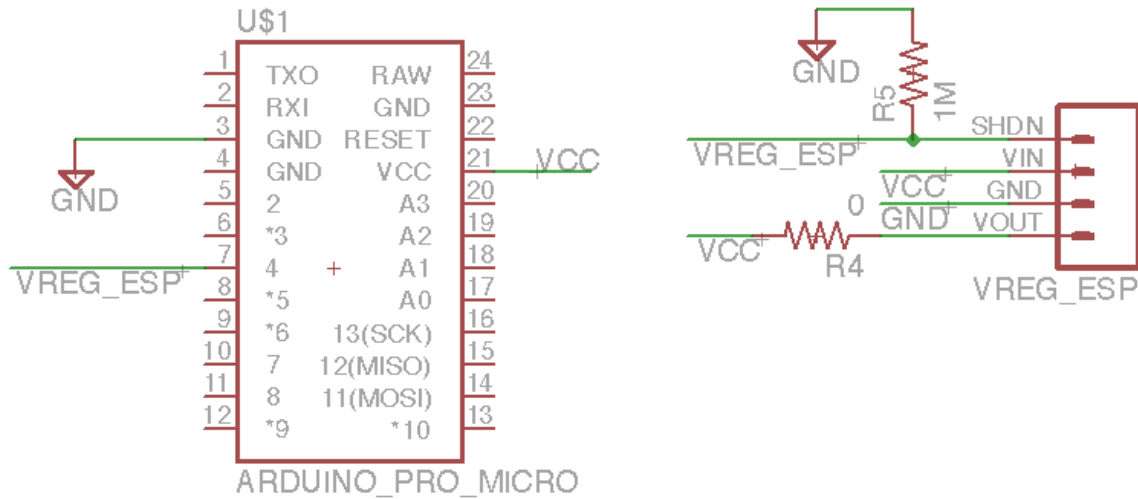 U$1
1 TXO RAW 24
2 RXI GND 23
3 GND RESET 22
4 GND VCC 21 VCC
GND
5 2 A3 20
6 *3 A2 19
7 4 A1 18
VREG_ESP
8 *5 A0 17
9 *6 13(SCK) 16
10 7 12(MISO) 15
11 8 11(MOSI) 14
12 *9 *10 13
ARDUINO_PRO_MICRO
GND
R5
1M
SHDN
VREG_ESP
VIN
VCC
GND
0
GND
VOUT
VCC
R4
VREG_ESP